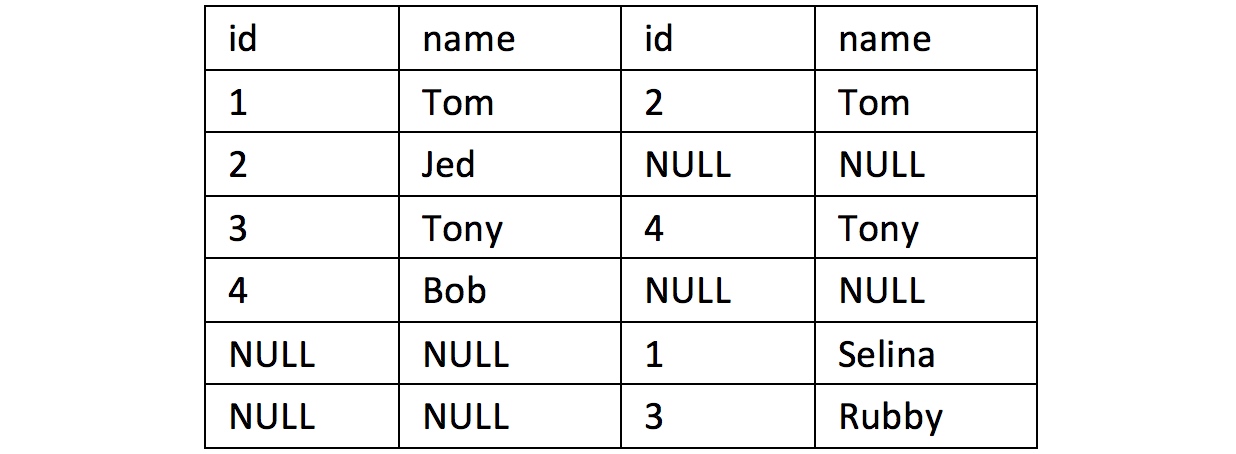 id name id name
1 Tom 2 Tom
2 Jed NULL NULL
3 Tony 4 Tony
4 Bob NULL NULL
NULL NULL 1 Selina
NULL NULL 3 Rubby